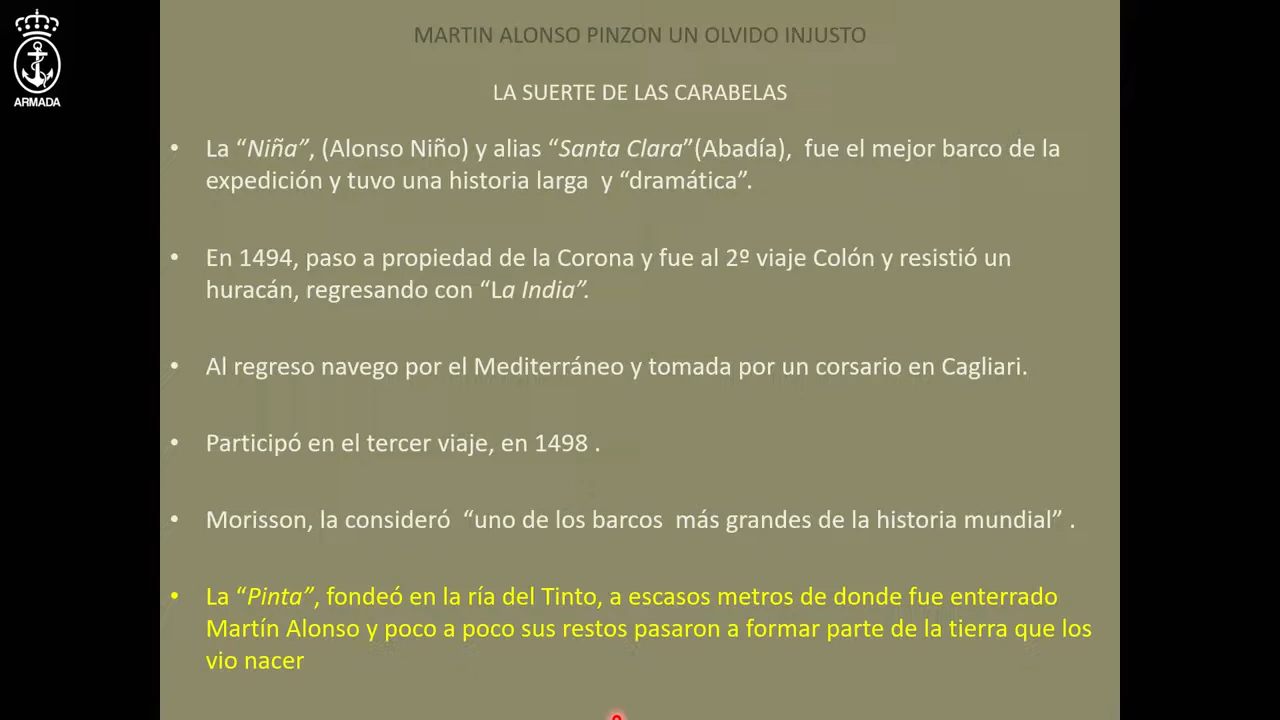 ARMADA
MARTIN ALONSO PINZON UN OLVIDO INJUSTO
LA SUERTE DE LAS CARABELAS
• La “Niña”, (Alonso Niño) y alias “Santa Clara”(Abadía), fue el mejor barco de la
expedición y tuvo una historia larga y “dramática”.
• En 1494, paso a propiedad de la Corona y fue al 2º viaje Colón y resistió un
huracán, regresando con “La India”.
• Al regreso navego por el Mediterráneo y tomada por un corsario en Cagliari.
• Participó en el tercer viaje, en 1498 .
• Morisson, la consideró “uno de los barcos más grandes de la historia mundial” .
• La “Pinta”, fondeó en la ría del Tinto, a escasos metros de donde fue enterrado
Martín Alonso y poco a poco sus restos pasaron a formar parte de la tierra que los
vio nacer